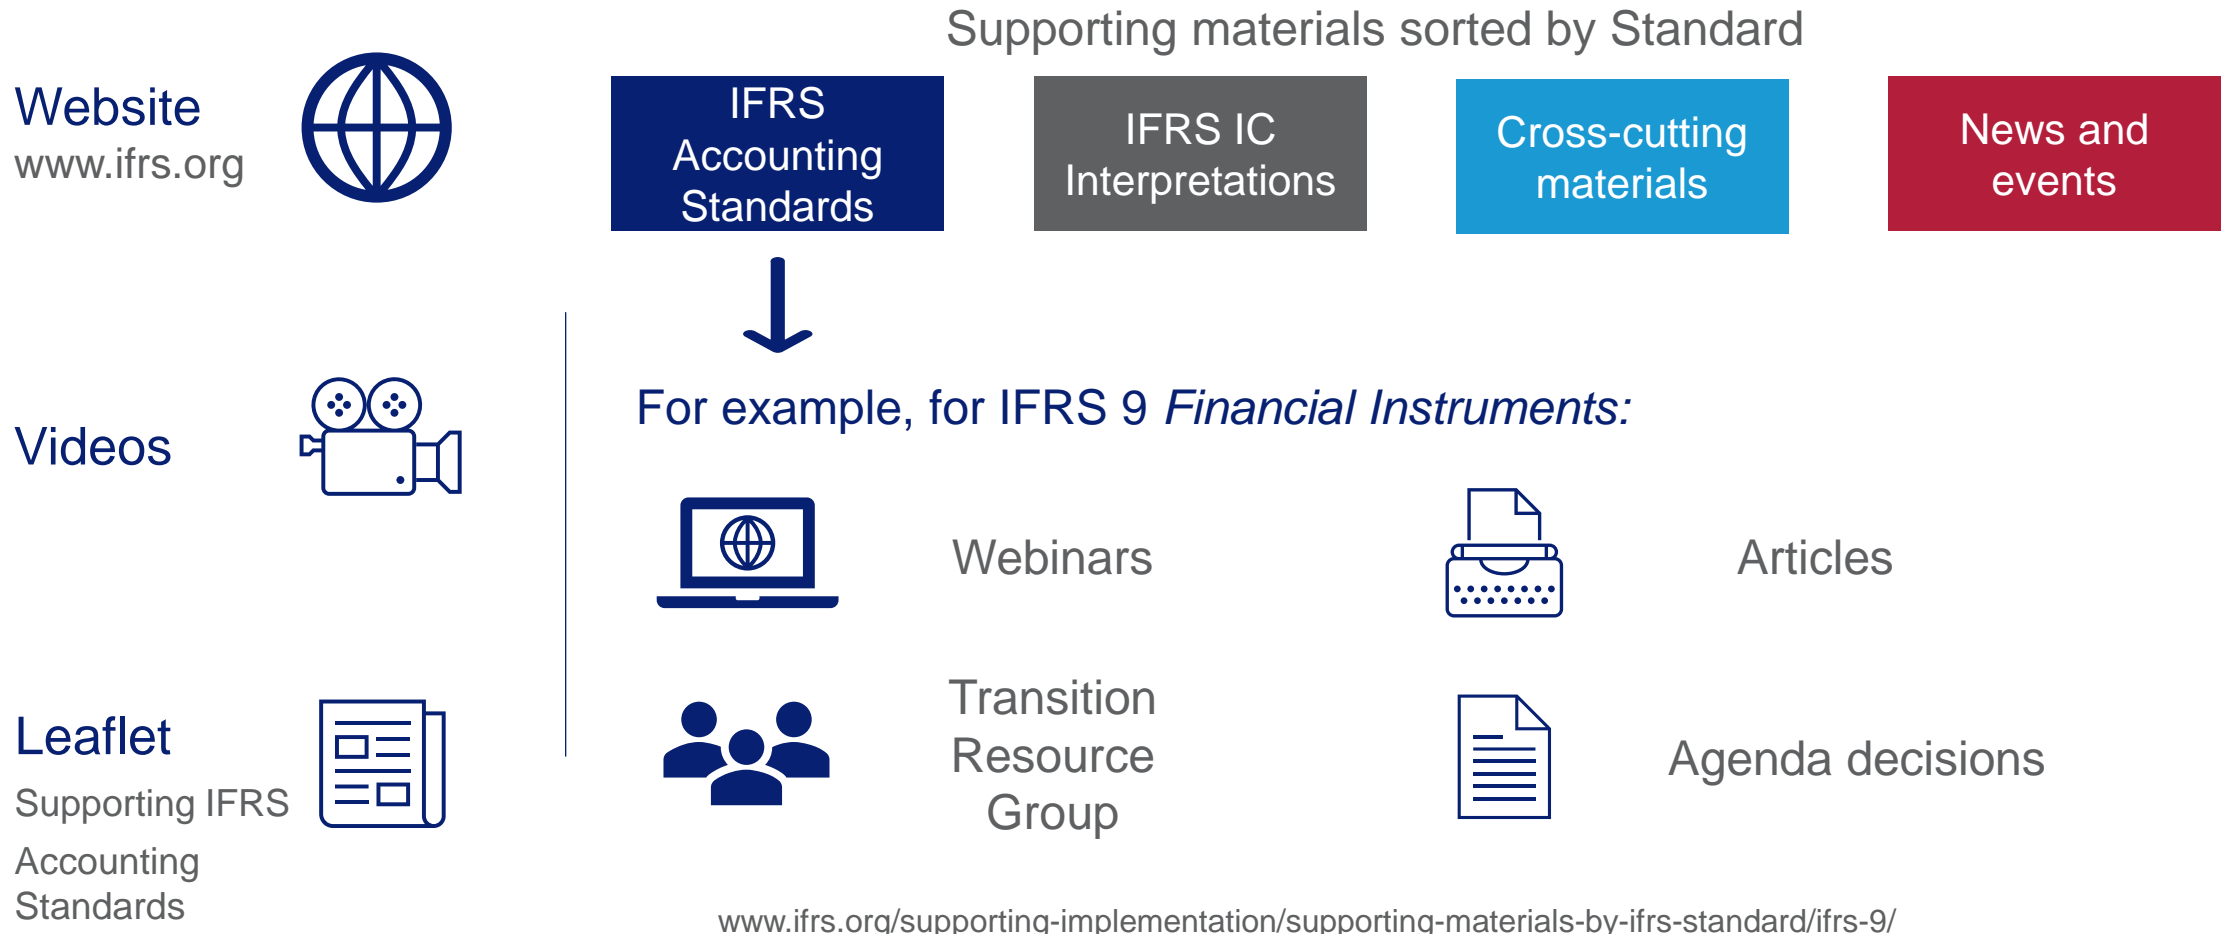 Supporting materials sorted by Standard
Website
www.ifrs.org
IFRS
Accounting
Standards
IFRS IC
Interpretations
Cross-cutting
materials
News and
events
Videos
Leaflet
Supporting IFRS
Accounting
Standards
For example, for IFRS 9 Financial Instruments:
Webinars
Articles
Transition
Resource
Group
Agenda decisions
www.ifrs.org/supporting-implementation/supporting-materials-by-ifrs-standard/ifrs-9/